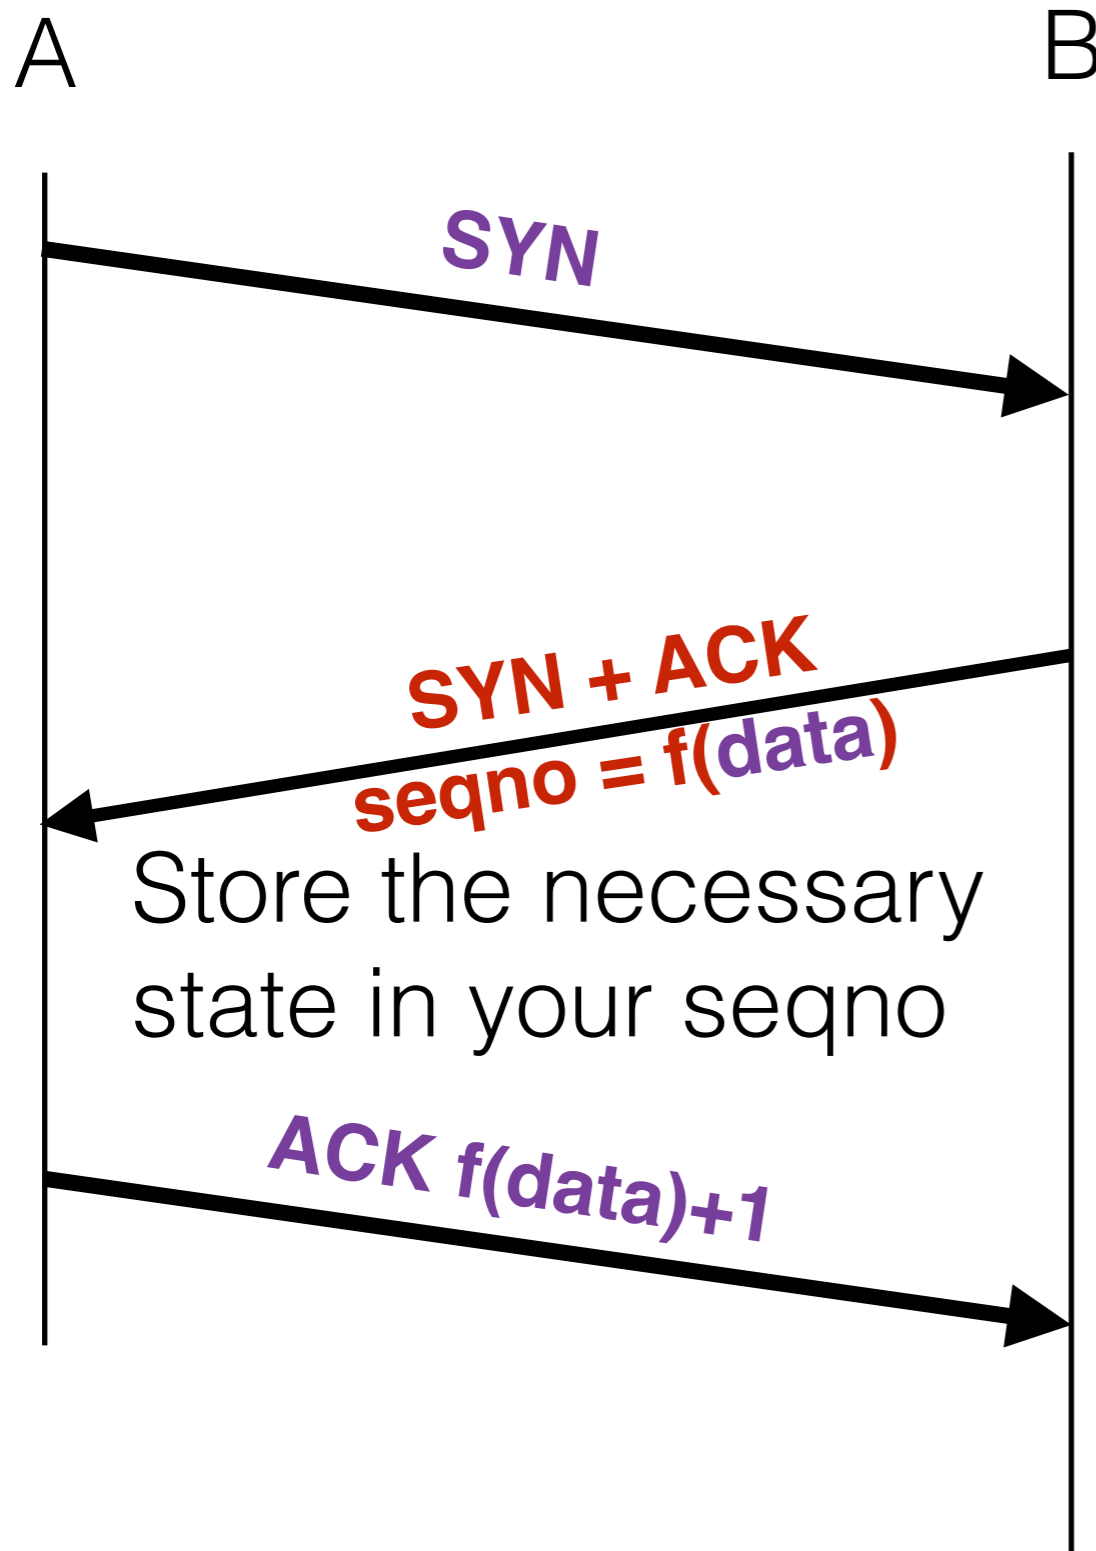 A
B
SYN
SYN + ACK
seqno = f(data)
Store the necessary
state in your seqno
ACK f(data)+1